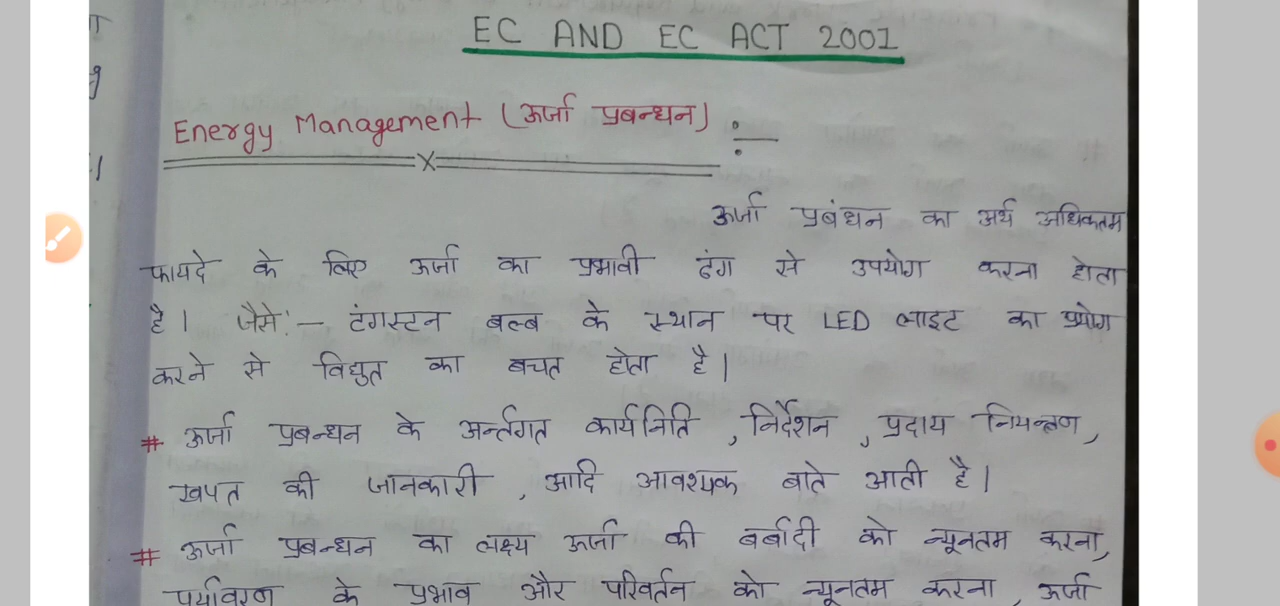 EC AND EC ACT 2001
Energy Management (ऊर्जा प्रबन्धन) :-
ऊर्जा प्रबंधन का अर्थ अधिकतम
फायदे के लिए ऊर्जा का प्रभावी ढंग से उपयोग करना होता
है। जैसे:- टंगस्टन बल्ब के स्थान पर LED लाइट का प्रयोग
करने से विद्युत का बचत होता है।
# ऊर्जा प्रबन्धन के अर्न्तगत कार्यनिति, निर्देशन, प्रदाय नियन्त्रण,
खपत की जानकारी, आदि आवश्यक बाते आती है।
# ऊर्जा प्रबन्धन का लक्ष्य ऊर्जा की बर्बादी को न्यूनतम करना,
पर्यावरण के प्रभाव और परिवर्तन को न्यूनतम करना, ऊर्जा